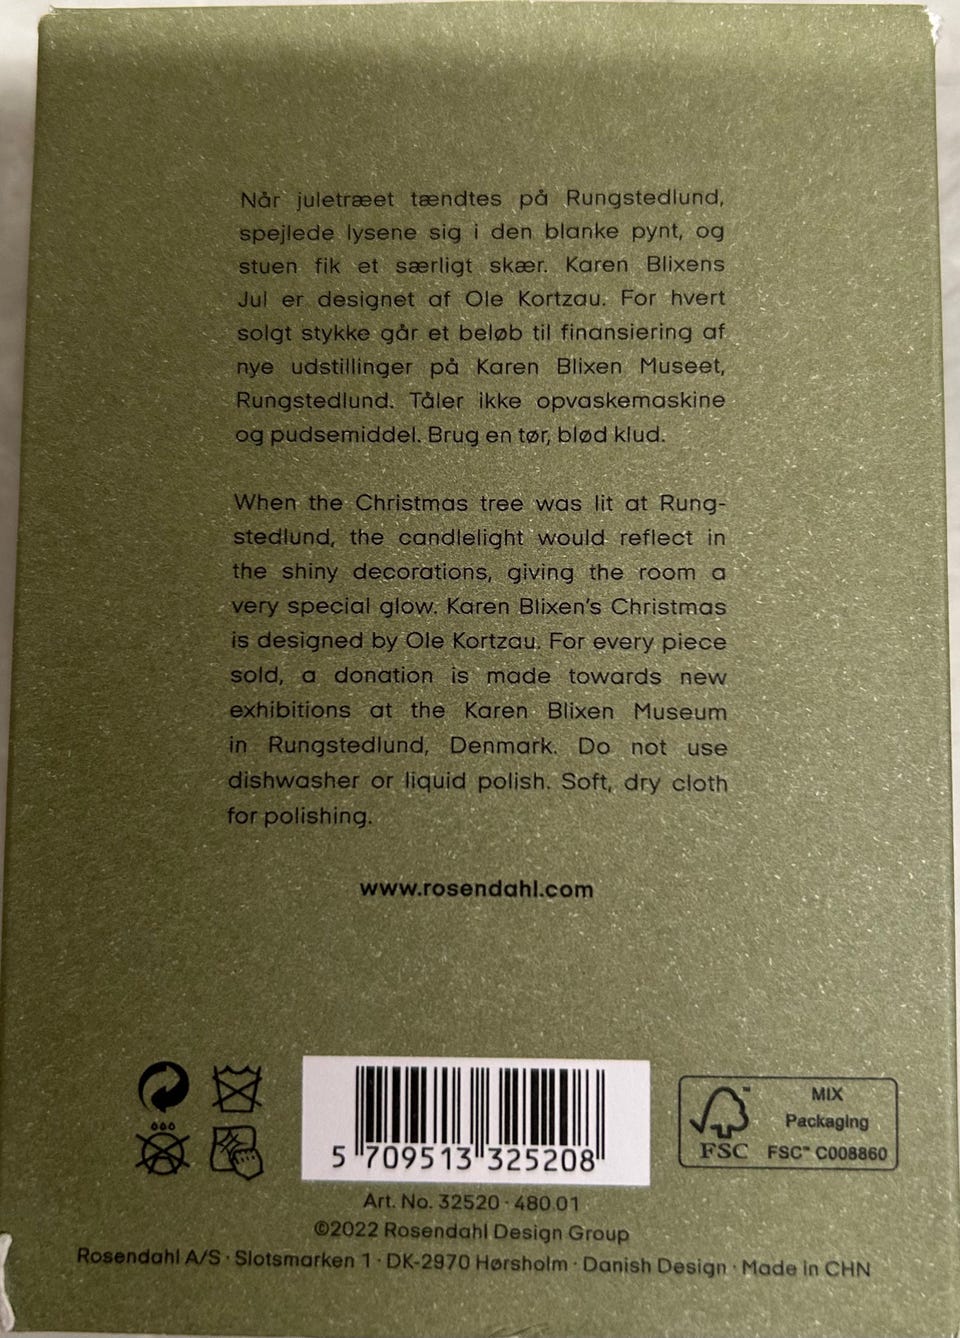 Når juletræet tændtes på Rungstedlund,
spejlede lysene sig i den blanke pynt, og
stuen fik et særligt skær. Karen Blixens
Jul er designet af Ole Kortzau. For hvert
solgt stykke går et beløb til finansiering af
nye udstillinger på Karen Blixen Museet,
Rungstedlund. Tåler ikke opvaskemaskine
og pudsemiddel. Brug en tør, blød klud.
When the Christmas tree was lit at Rung-
stedlund, the candlelight would reflect in
the shiny decorations, giving the room a
very special glow. Karen Blixen's Christmas
is designed by Ole Kortzau. For every piece
sold, a donation is made towards new
exhibitions at the Karen Blixen Museum
in Rungstedlund, Denmark. Do not use
dishwasher or liquid polish. Soft, dry cloth
for polishing.
www.rosendahl.com
5 709513 325208
FSC™
MIX
Packaging
FSC™ C008860
Art. No. 32520 · 480.01
©2022 Rosendahl Design Group
Rosendahl A/S · Slotsmarken 1 · DK-2970 Hørsholm · Danish Design · Made in CHN